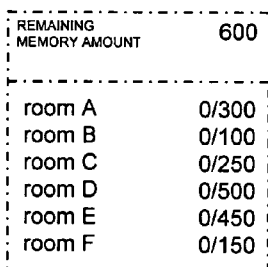 REMAINING
MEMORY AMOUNT 600
room A 0/300
room B 0/100
room C 0/250
room D 0/500
room E 0/450
room F 0/150